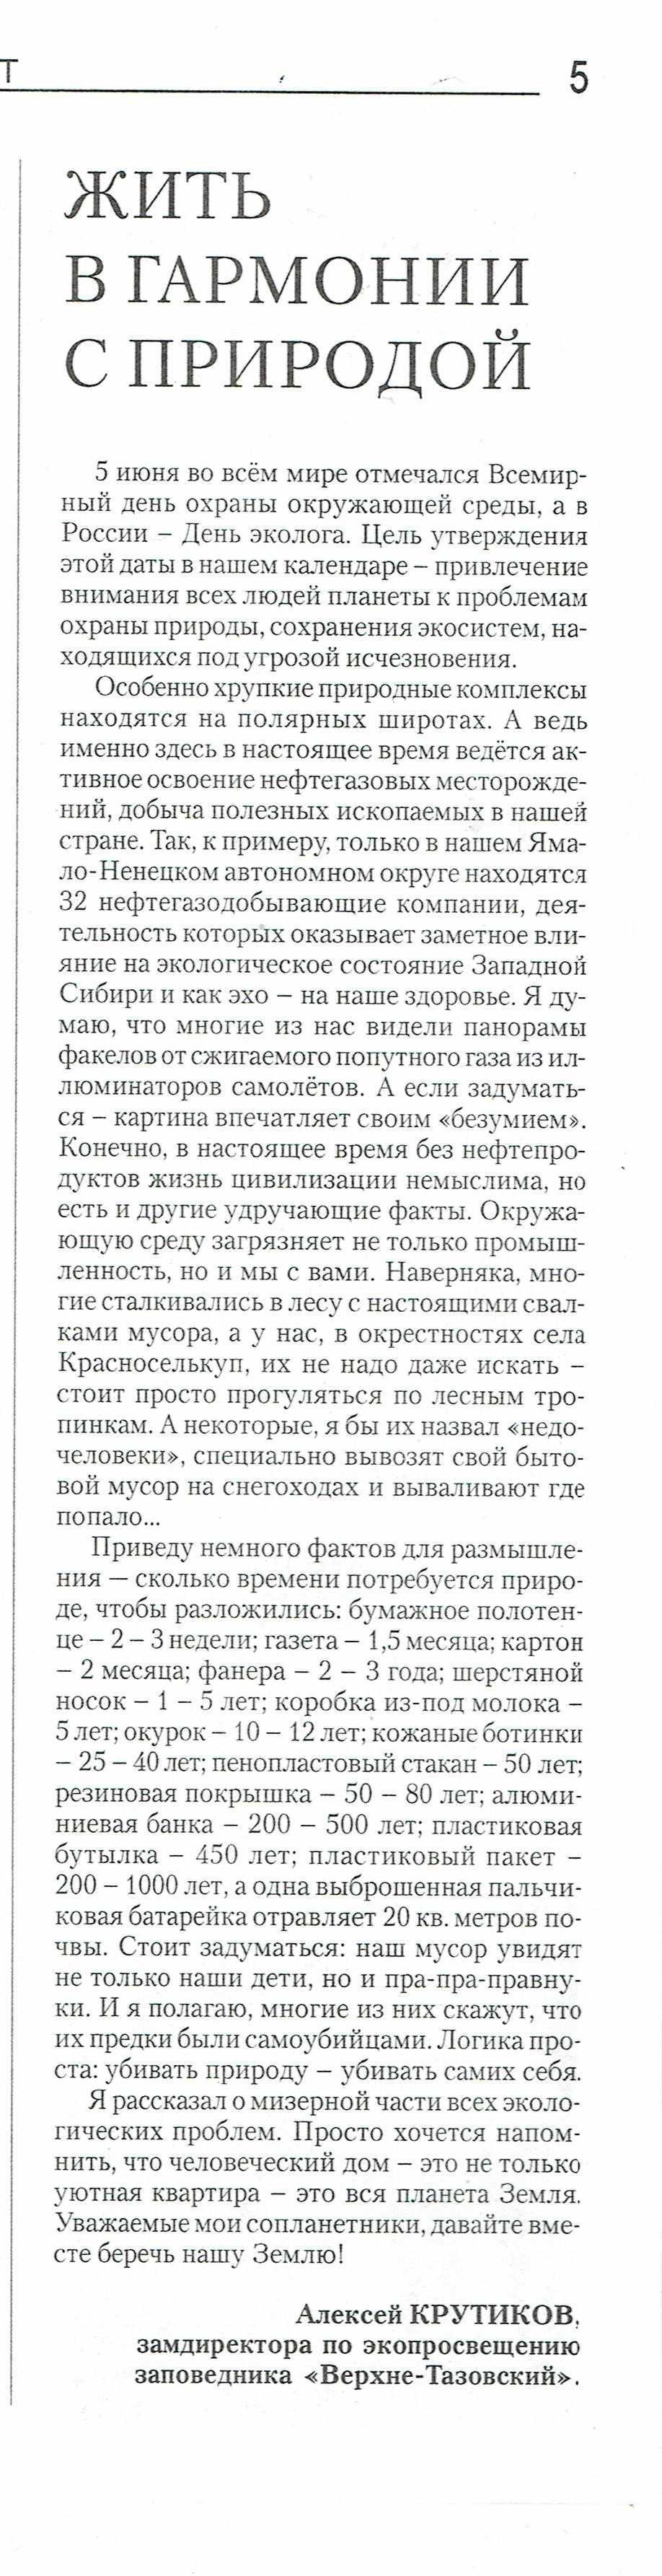 Т
5
ЖИТЬ
В ГАРМОНИИ
С ПРИРОДОЙ
5 июня во всём мире отмечался Всемир-
ный день охраны окружающей среды, а в
России – День эколога. Цель утверждения
этой даты в нашем календаре – привлечение
внимания всех людей планеты к проблемам
охраны природы, сохранения экосистем, на-
ходящихся под угрозой исчезновения.
Особенно хрупкие природные комплексы
находятся на полярных широтах. А ведь
именно здесь в настоящее время ведётся ак-
тивное освоение нефтегазовых месторожде-
ний, добыча полезных ископаемых в нашей
стране. Так, к примеру, только в нашем Яма-
ло-Ненецком автономном округе находятся
32 нефтегазодобывающие компании, дея-
тельность которых оказывает заметное вли-
яние на экологическое состояние Западной
Сибири и как эхо – на наше здоровье. Я ду-
маю, что многие из нас видели панорамы
факелов от сжигаемого попутного газа из ил-
люминаторов самолётов. А если задумать-
ся – картина впечатляет своим «безумием».
Конечно, в настоящее время без нефтепро-
дуктов жизнь цивилизации немыслима, но
есть и другие удручающие факты. Окружа-
ющую среду загрязняет не только промыш-
ленность, но и мы с вами. Наверняка, мно-
гие сталкивались в лесу с настоящими свал-
ками мусора, а у нас, в окрестностях села
Красноселькуп, их не надо даже искать –
стоит просто прогуляться по лесным тро-
пинкам. А некоторые, я бы их назвал «недо-
человеки», специально вывозят свой быто-
вой мусор на снегоходах и вываливают где
попало...
Приведу немного фактов для размышле-
ния — сколько времени потребуется приро-
де, чтобы разложились: бумажное полотен-
це – 2 – 3 недели; газета – 1,5 месяца; картон
– 2 месяца; фанера – 2 – 3 года; шерстяной
носок – 1 – 5 лет; коробка из-под молока –
5 лет; окурок – 10 – 12 лет; кожаные ботинки
– 25 – 40 лет; пенопластовый стакан – 50 лет;
резиновая покрышка – 50 – 80 лет; алюми-
ниевая банка – 200 – 500 лет; пластиковая
бутылка – 450 лет; пластиковый пакет –
200 – 1000 лет, а одна выброшенная пальчи-
ковая батарейка отравляет 20 кв. метров по-
чвы. Стоит задуматься: наш мусор увидят
не только наши дети, но и пра-пра-правну-
ки. И я полагаю, многие из них скажут, что
их предки были самоубийцами. Логика про-
ста: убивать природу – убивать самих себя.
Я рассказал о мизерной части всех эколо-
гических проблем. Просто хочется напом-
нить, что человеческий дом – это не только
уютная квартира – это вся планета Земля.
Уважаемые мои сопланетники, давайте вме-
сте беречь нашу Землю!
Алексей КРУТИКОВ,
замдиректора по экопросвещению
заповедника «Верхне-Тазовский».